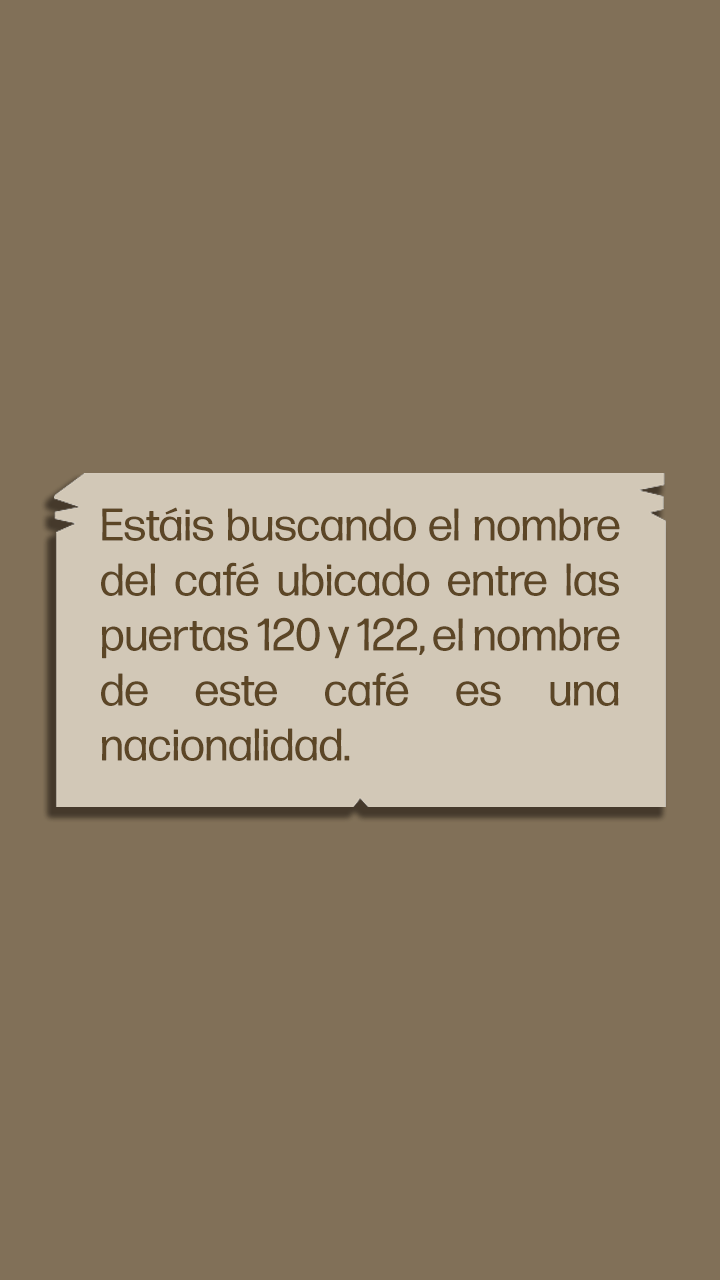 Estáis buscando el nombre
del café ubicado entre las
puertas 120 y 122, el nombre
de este café es una
nacionalidad.